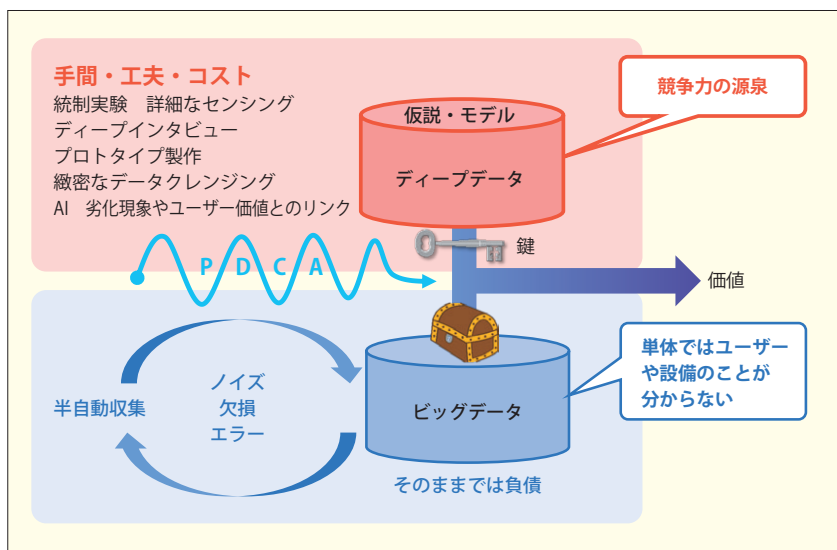 手間・工夫・コスト
統制実験　詳細なセンシング
ディープインタビュー
プロトタイプ製作
緻密なデータクレンジング
AI　劣化現象やユーザー価値とのリンク
仮説・モデル
ディープデータ
競争力の源泉
鍵
P D C A
価値
半自動収集
ノイズ
欠損
エラー
ビッグデータ
単体ではユーザー
や設備のことが
分からない
そのままでは負債